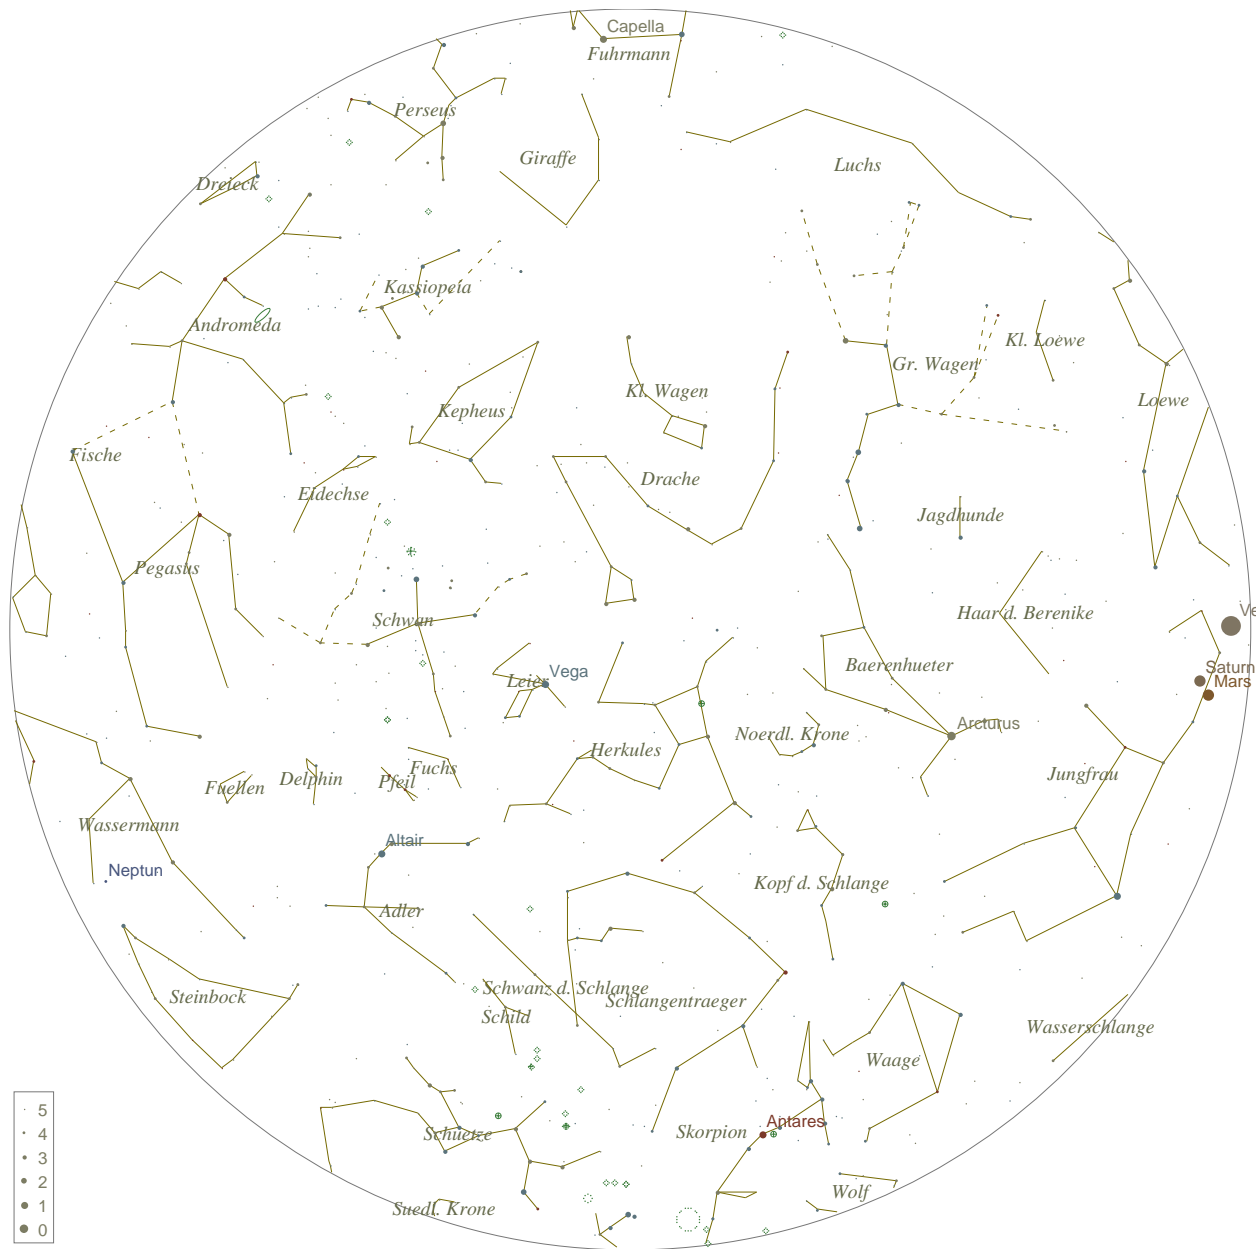 Capella
Fuhrmann
Perseus
Giraffe
Luchs
Dreieck
Kassiopeia
Andromeda
Kl. Loewe
Gr. Wagen
Kl. Wagen
Loewe
Kepheus
Fische
Drache
Eidechse
Jagdhunde
Pegasus
Haar d. Berenike
Ve
Schwan
Baerenhueter
Saturn
Vega
Leier
Mars
Arcturus
Noerdl. Krone
Herkules
Fuchs
Jungfrau
Delphin
Pfeil
Fuellen
Wassermann
Altair
Neptun
Kopf d. Schlange
Adler
Schwanz d. Schlange
Steinbock
Schlangentraeger
Schild
Wasserschlange
Waage
5
4
3
2
1
0
Antares
Skorpion
Schuetze
Wolf
Suedl. Krone